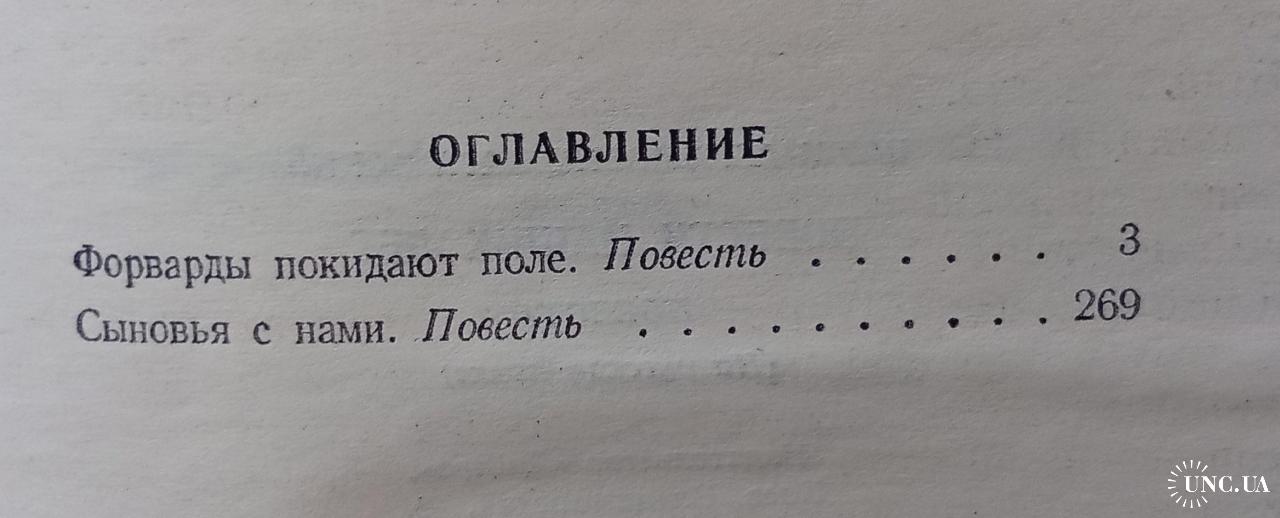 ОГЛАВЛЕНИЕ
Форварды покидают поле. Повесть . . . . . . 3
Сыновья с нами. Повесть . . . . . . . . . . 269
UNC.UA